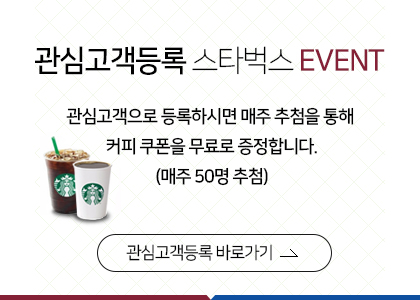 관심고객등록 스타벅스 EVENT
관심고객으로 등록하시면 매주 추첨을 통해
커피 쿠폰을 무료로 증정합니다.
(매주 50명 추첨)
관심고객등록 바로가기